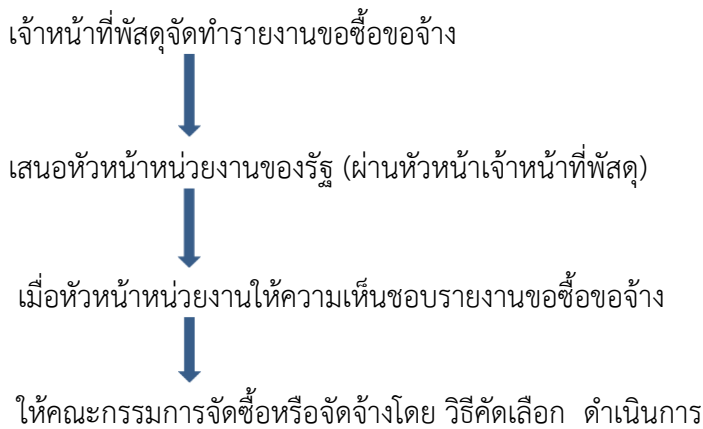 เจ้าหน้าที่พัสดุจัดทำรายงานขอซื้อขอจ้าง
เสนอหัวหน้าหน่วยงานของรัฐ (ผ่านหัวหน้าเจ้าหน้าที่พัสดุ)
เมื่อหัวหน้าหน่วยงานให้ความเห็นชอบรายงานขอซื้อขอจ้าง
ให้คณะกรรมการจัดซื้อหรือจัดจ้างโดย วิธีคัดเลือก ดำเนินการ